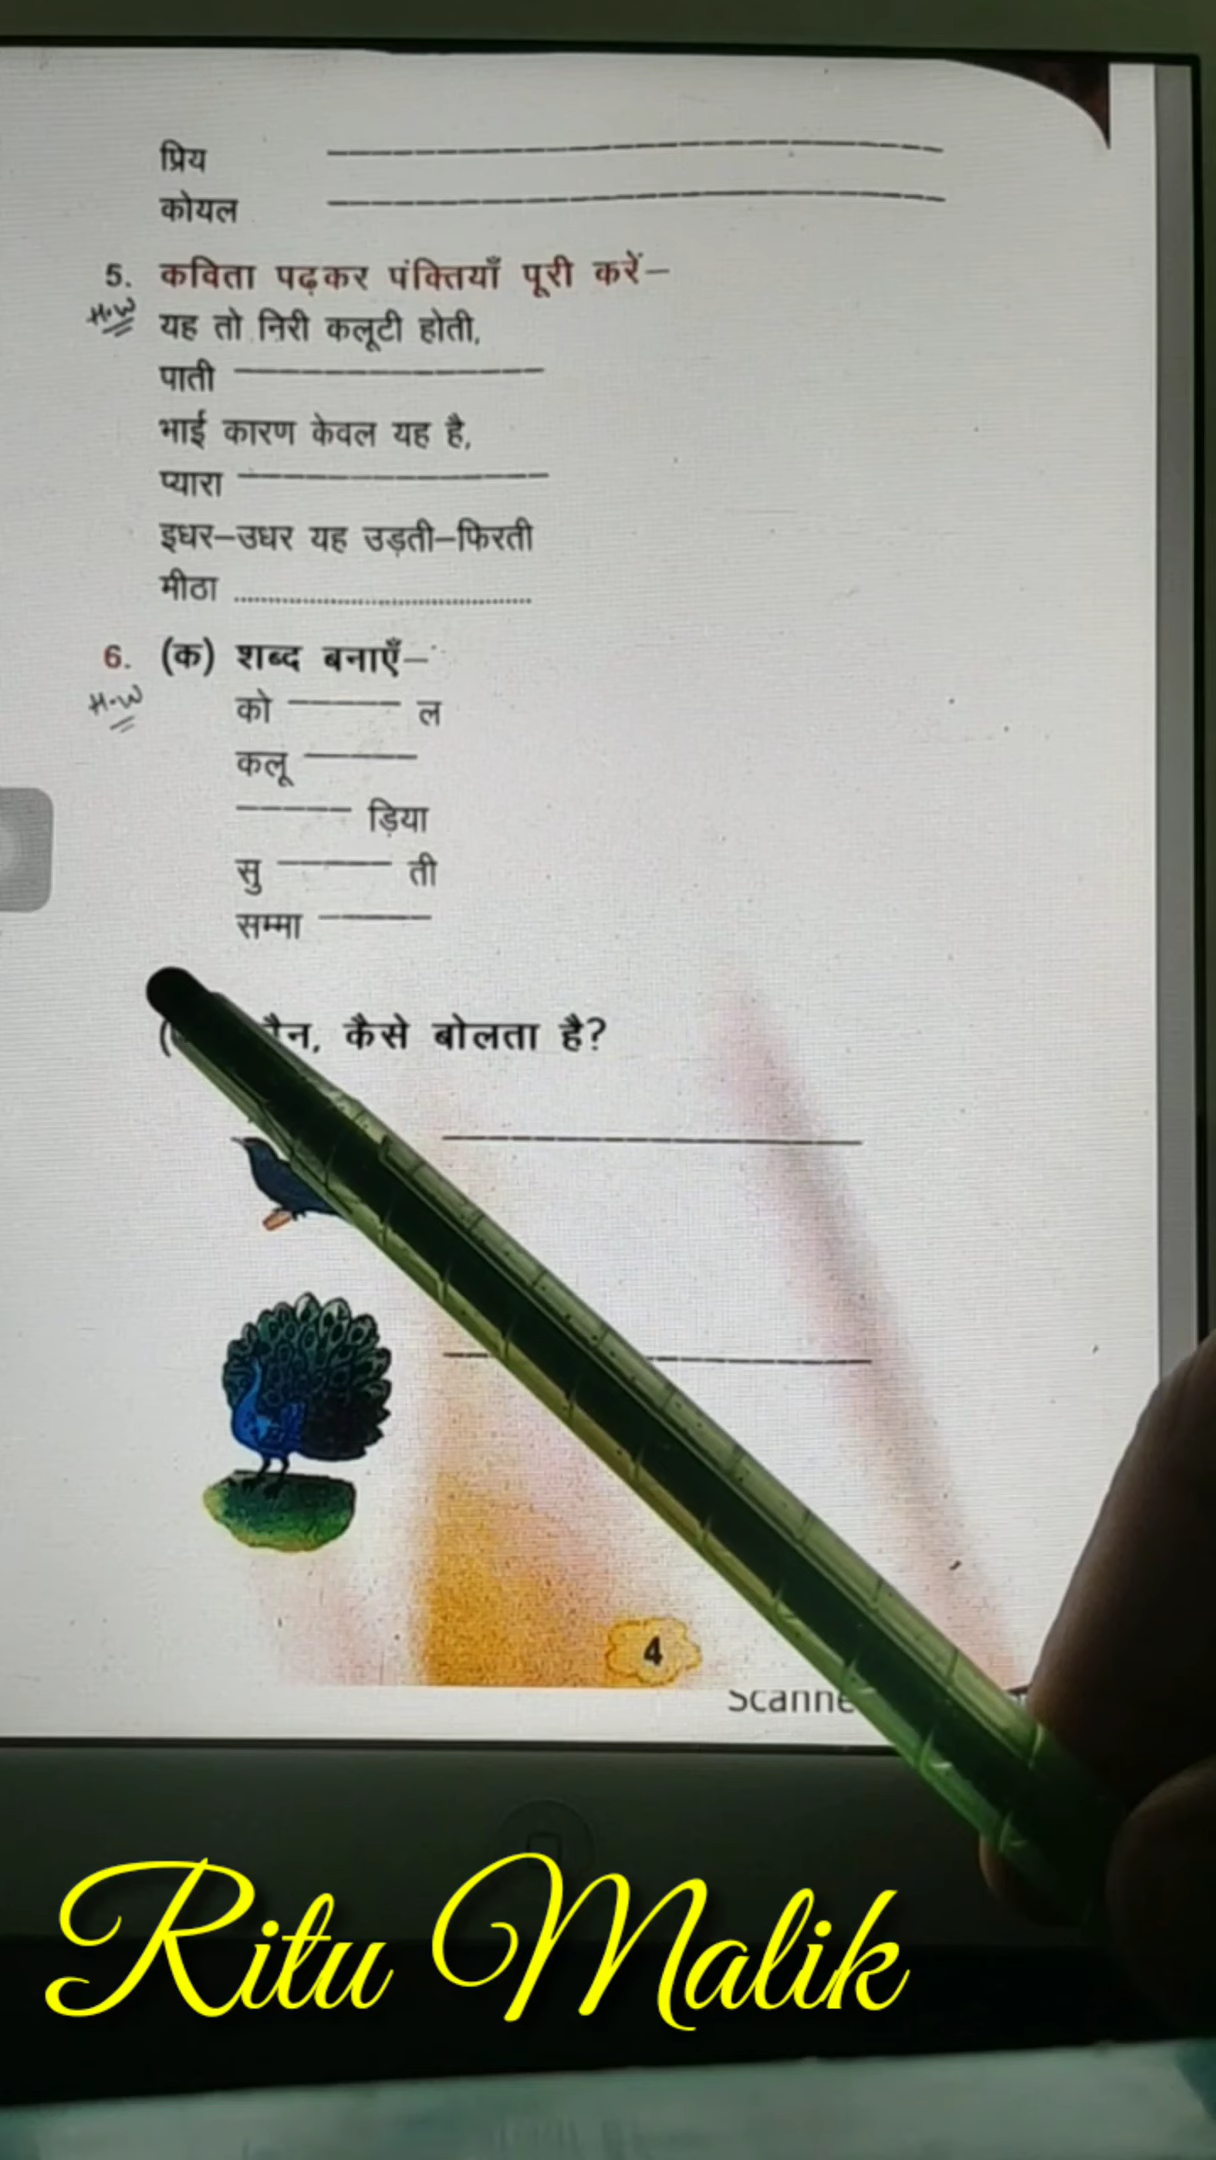 प्रिय
कोयल
5. कविता पढ़कर पंक्तियाँ पूरी करें–
H.W
यह तो निरी कलूटी होती,
पाती
भाई कारण केवल यह है,
प्यारा
इधर–उधर यह उड़ती–फिरती
मीठा
6. (क) शब्द बनाएँ–
H.W
को ल
कलू
ड़िया
सु ती
सम्मा
कैसे बोलता है?
4
Ritu Malik